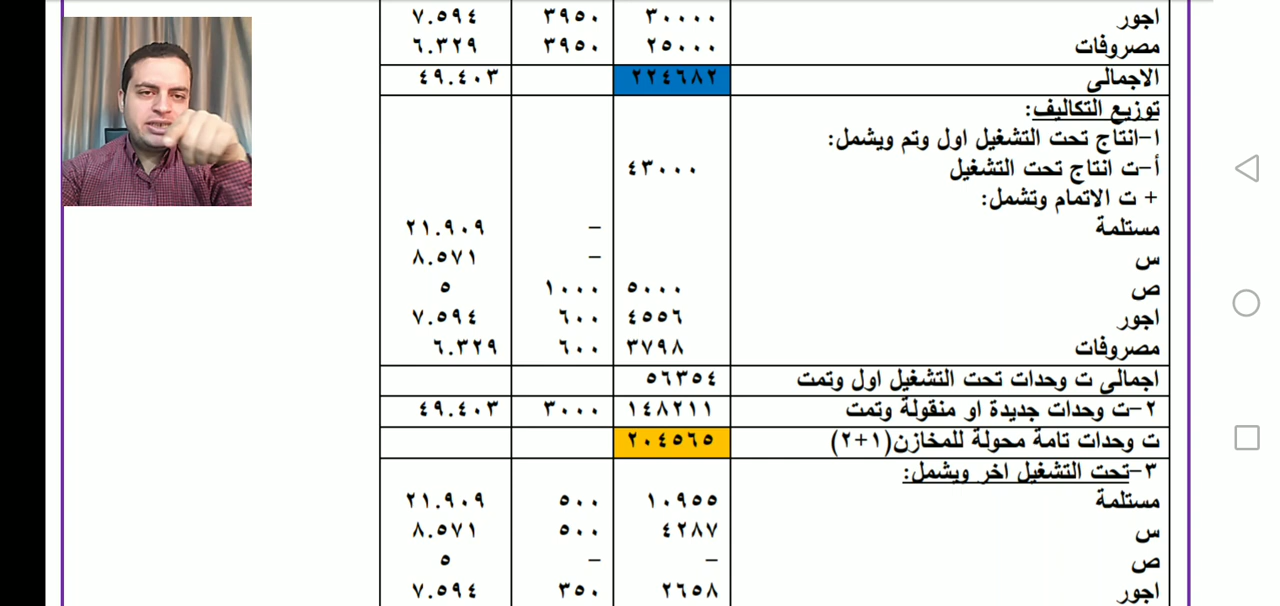 اجور ٣٠٠٠٠ ٣٩٥٠ ٧.٥٩٤
مصروفات ٢٥٠٠٠ ٣٩٥٠ ٦.٣٢٩
الاجمالى ٢٢٤٦٨٢ ٤٩.٤٠٣
توزيع التكاليف:
١-انتاج تحت التشغيل اول وتم ويشمل:
أ-ت انتاج تحت التشغيل ٤٣٠٠٠
+ ت الاتمام وتشمل:
مستلمة – ٢١.٩٠٩
س – ٨.٥٧١
ص ٥٠٠٠ ١٠٠٠ ٥
اجور ٤٥٥٦ ٦٠٠ ٧.٥٩٤
مصروفات ٣٧٩٨ ٦٠٠ ٦.٣٢٩
اجمالى ت وحدات تحت التشغيل اول وتمت ٥٦٣٥٤
٢-ت وحدات جديدة او منقولة وتمت ١٤٨٢١١ ٣٠٠٠ ٤٩.٤٠٣
ت وحدات تامة محولة للمخازن(١+٢) ٢٠٤٥٦٥
٣-تحت التشغيل اخر ويشمل:
مستلمة ١٠٩٥٥ ٥٠٠ ٢١.٩٠٩
س ٤٢٨٧ ٥٠٠ ٨.٥٧١
ص – – ٥
اجور ٢٦٥٨ ٣٥٠ ٧.٥٩٤